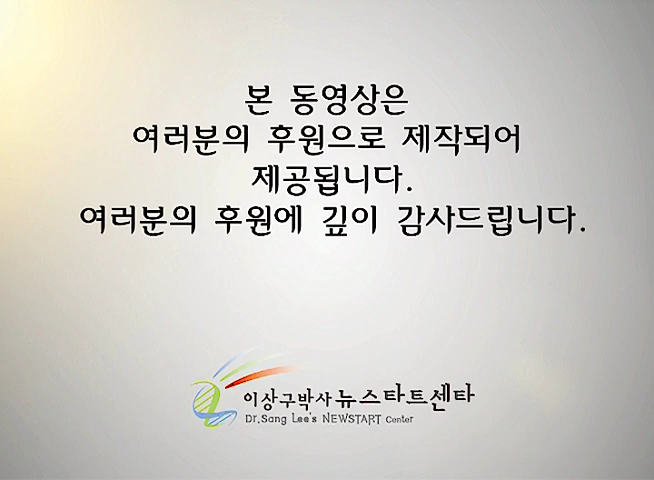 본 동영상은
여러분의 후원으로 제작되어
제공됩니다.
여러분의 후원에 깊이 감사드립니다.
이상구박사 뉴스타트센타
Dr.Sang Lee's NEWSTART Center